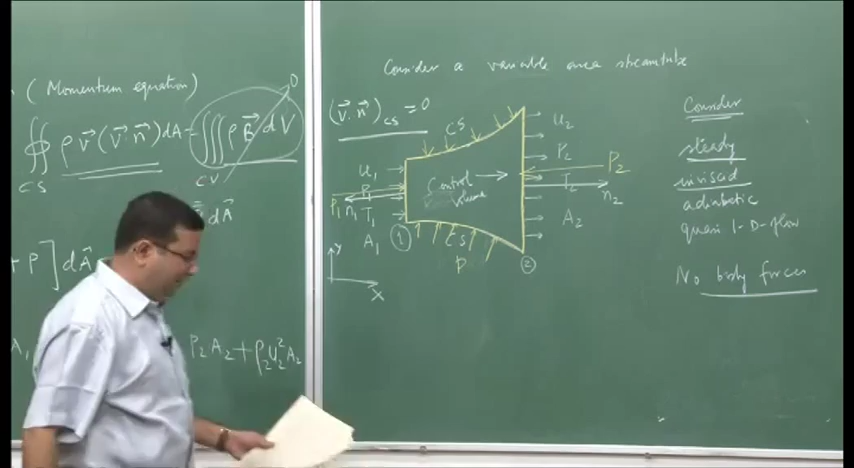 ( Momentum equation)
∯ ρ V⃗ (V⃗ n⃗) dA − ∭ ρ B⃗ dV 0
CS CV
dA⃗
+ P ] dA⃗
A₁ P₂A₂ + ρ₂U₂²A₂
Consider a variable area streamtube
(V⃗ . n⃗)CS = 0
CS
U₁ U₂
P₁ P₂
P₁ n₁ T₁ Control volume T₂ P₂
n₂
A₁ A₂
① CS ②
P
y
x
Consider
steady
inviscid
adiabatic
quasi 1-D-flow
No body forces